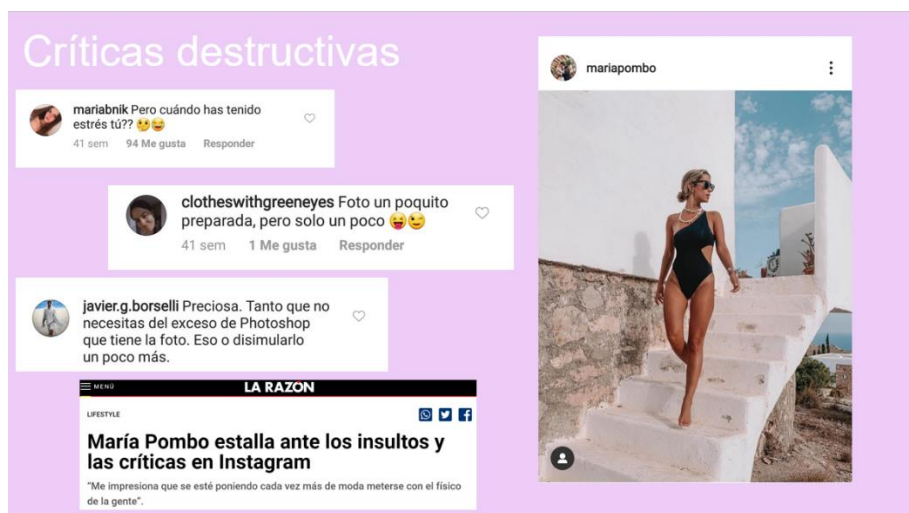 Críticas destructivas
mariabnik Pero cuándo has tenido
estrés tú?? 🤔😅
41 sem 94 Me gusta Responder
clotheswithgreeneyes Foto un poquito
preparada, pero solo un poco 😝😉
41 sem 1 Me gusta Responder
javier.g.borselli Preciosa. Tanto que no
necesitas del exceso de Photoshop
que tiene la foto. Eso o disimularlo
un poco más.
MENÚ LA RAZÓN
LIFESTYLE
María Pombo estalla ante los insultos y
las críticas en Instagram
"Me impresiona que se esté poniendo cada vez más de moda meterse con el físico
de la gente".
mariapombo